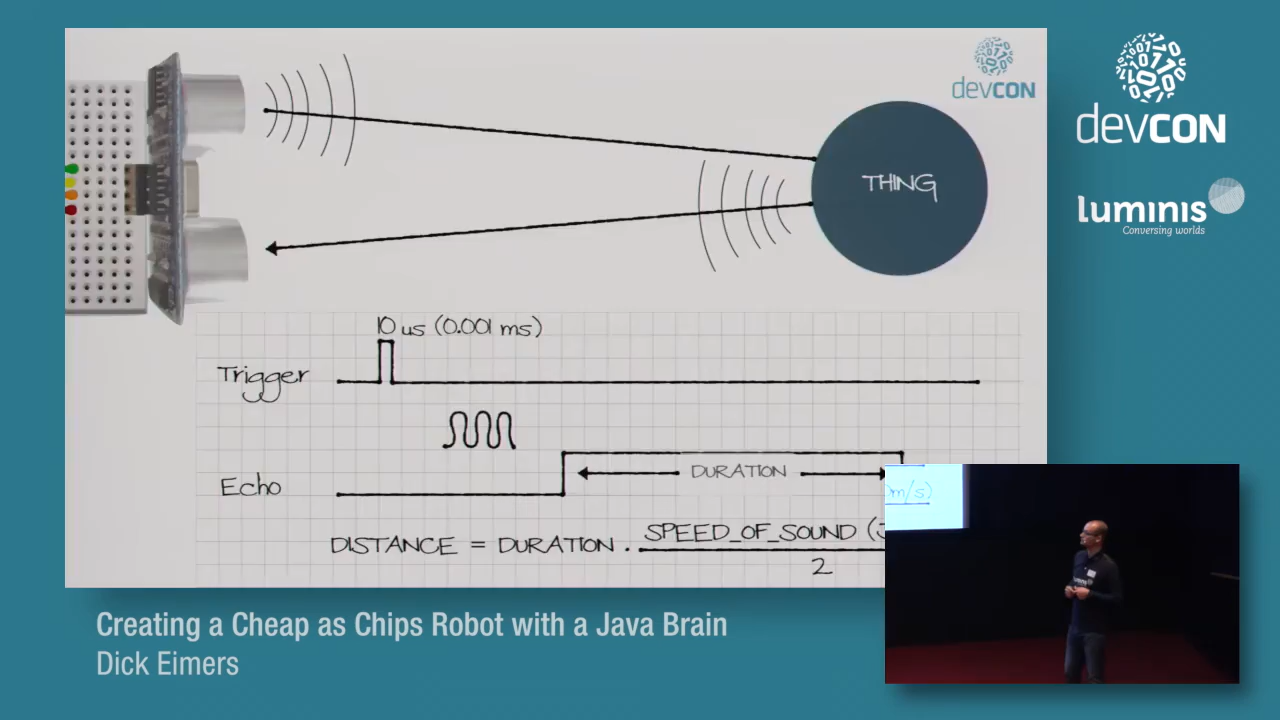 devCON
THING
10 us (0.001 ms)
Trigger
Echo
DURATION
DISTANCE = DURATION . SPEED_OF_SOUND (
2
m/s)
devCON
luminis
Conversing worlds
Creating a Cheap as Chips Robot with a Java Brain
Dick Eimers